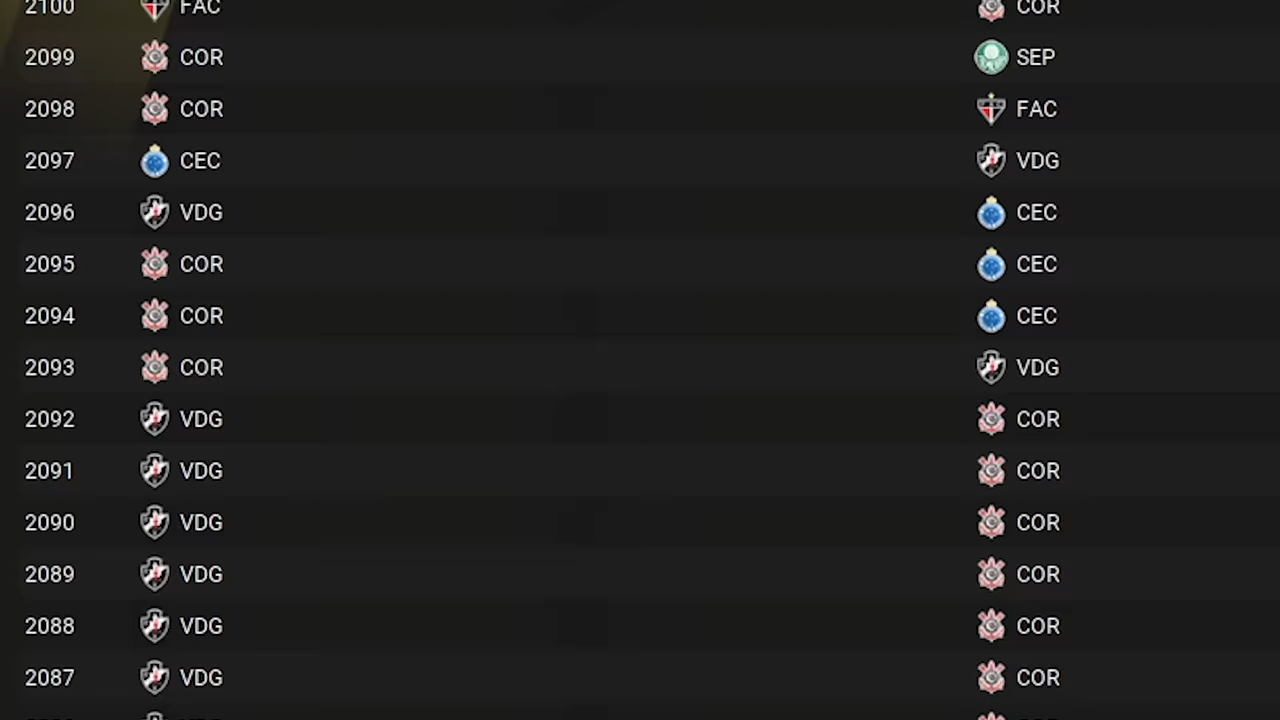 2100 FAC COR
2099 COR SEP
2098 COR FAC
2097 CEC VDG
2096 VDG CEC
2095 COR CEC
2094 COR CEC
2093 COR VDG
2092 VDG COR
2091 VDG COR
2090 VDG COR
2089 VDG COR
2088 VDG COR
2087 VDG COR